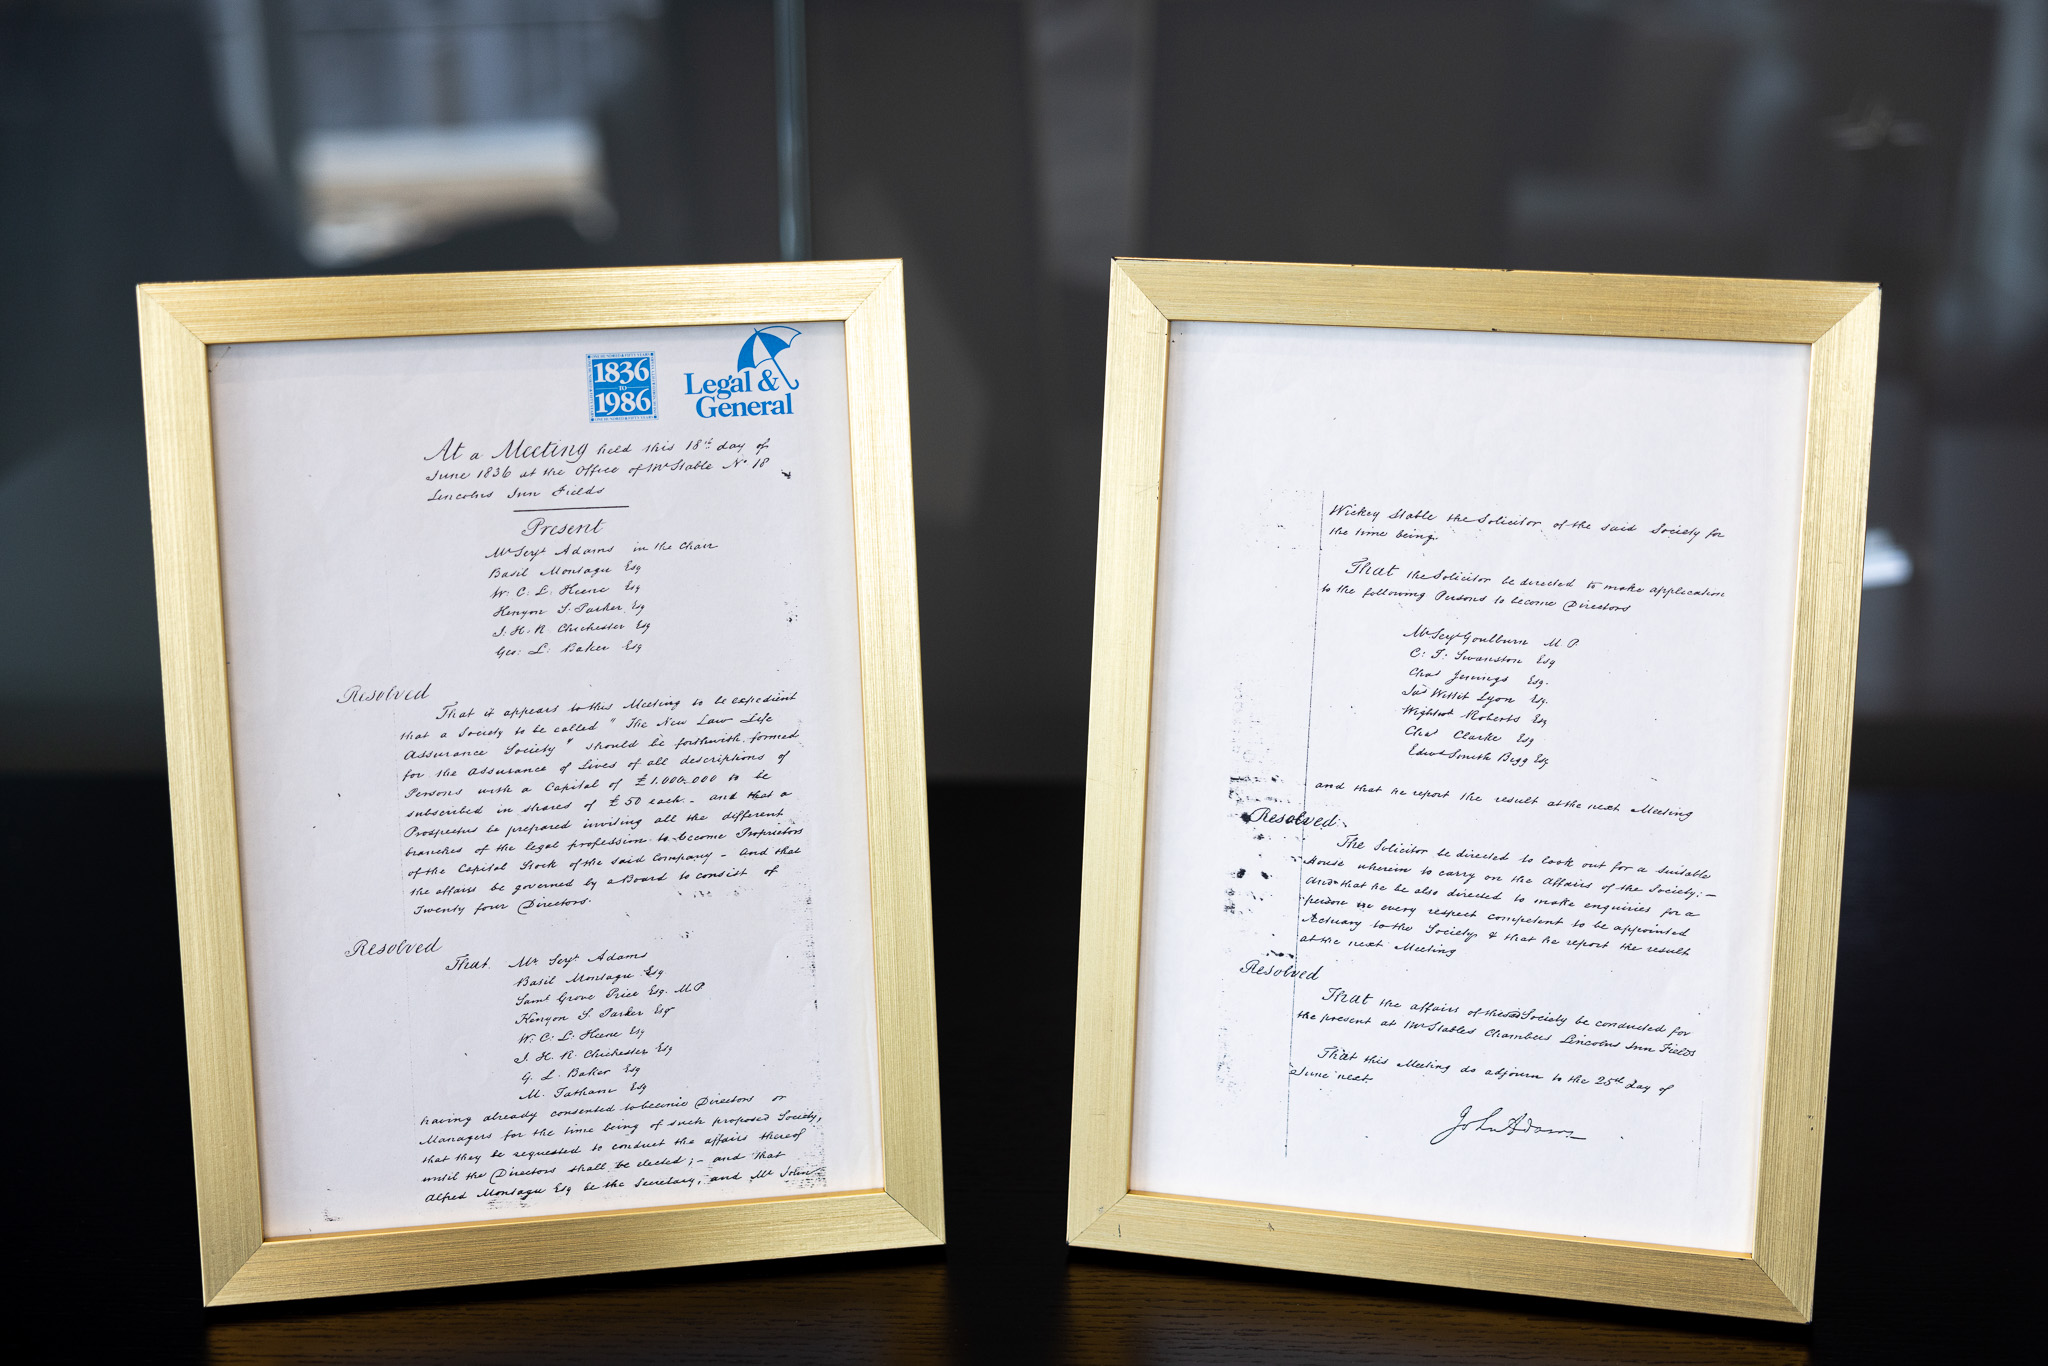 1836
TO
1986
Legal &
General
At a Meeting held this 18th day of
June 1836 at the Office of Mr Stable No 18
Lincolns Inn Fields
Present
Mr Serjt Adams in the Chair
Basil Montagu Esq
W: C: L: Keene Esq
Kenyon S. Parker Esq
J. H. R. Chichester Esq
Geo: L. Baker Esq
Resolved
That it appears to this Meeting to be expedient
that a Society to be called "The New Law Life
Assurance Society" should be forthwith formed
for the Assurance of Lives of all descriptions of
Persons with a Capital of £1.000.000 to be
subscribed in shares of £50 each - and that a
Prospectus be prepared inviting all the different
branches of the legal profession to become Proprietors
of the Capital Stock of the said Company - and that
the affairs be governed by a Board to consist of
Twenty four Directors.
Resolved
That Mr Serjt Adams
Basil Montagu Esq
Saml Grove Price Esq. M.P.
Kenyon S. Parker Esq
W. C. L. Keene Esq
J. H. R. Chichester Esq
G. L. Baker Esq
M. Tatham Esq
having already consented to become Directors or
Managers for the time being of such proposed Society,
that they be requested to conduct the affairs thereof
until the Directors shall be elected; - and that
Alfred Montagu Esq be the Secretary, and Mr John
Wickey Stable the Solicitor of the said Society for
the time being.
That the Solicitor be directed to make application
to the following Persons to become Directors
Mr Serjt Goulburn M P.
C: T: Swanston Esq
Chas Jennings Esq.
Jas Wittit Lyon Esq.
Wightwt Roberts Esq
Chas Clarke Esq
Edwd Smith Bigg Esq
and that he report the result at the next Meeting
Resolved
The Solicitor be directed to look out for a suitable
House wherein to carry on the Affairs of the Society: -
And that he be also directed to make enquiries for a
person in every respect competent to be appointed
Actuary to the Society & that he report the result
at the next Meeting
Resolved
That the affairs of the Society be conducted for
the present at Mr Stables Chambers Lincolns Inn Fields
That this Meeting do adjourn to the 25th day of
June next.
John Adams